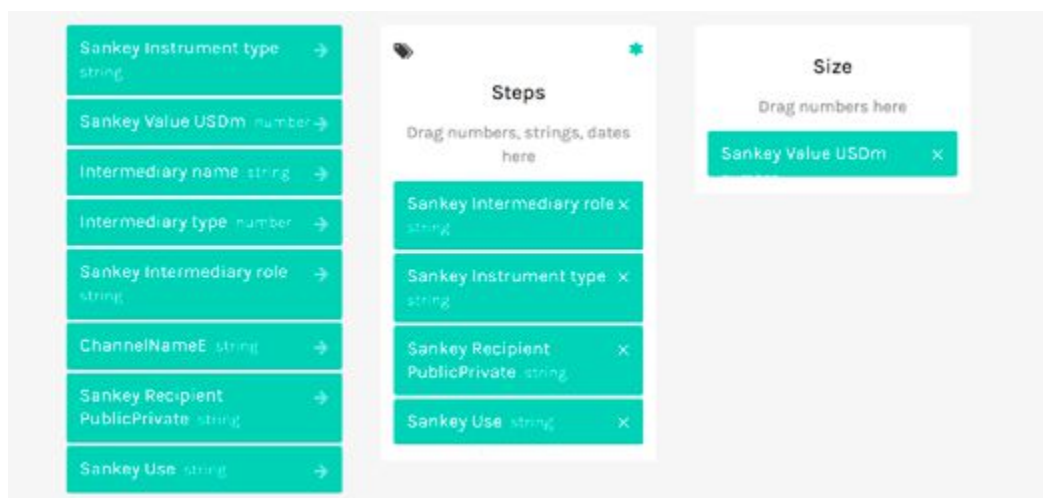 Sankey Instrument type
string
Sankey Value USDm number
Intermediary name string
Intermediary type number
Sankey Intermediary role
string
ChannelNameE string
Sankey Recipient
PublicPrivate string
Sankey Use string
Steps
Drag numbers, strings, dates
here
Sankey Intermediary role
string
Sankey Instrument type
string
Sankey Recipient
PublicPrivate string
Sankey Use string
Size
Drag numbers here
Sankey Value USDm